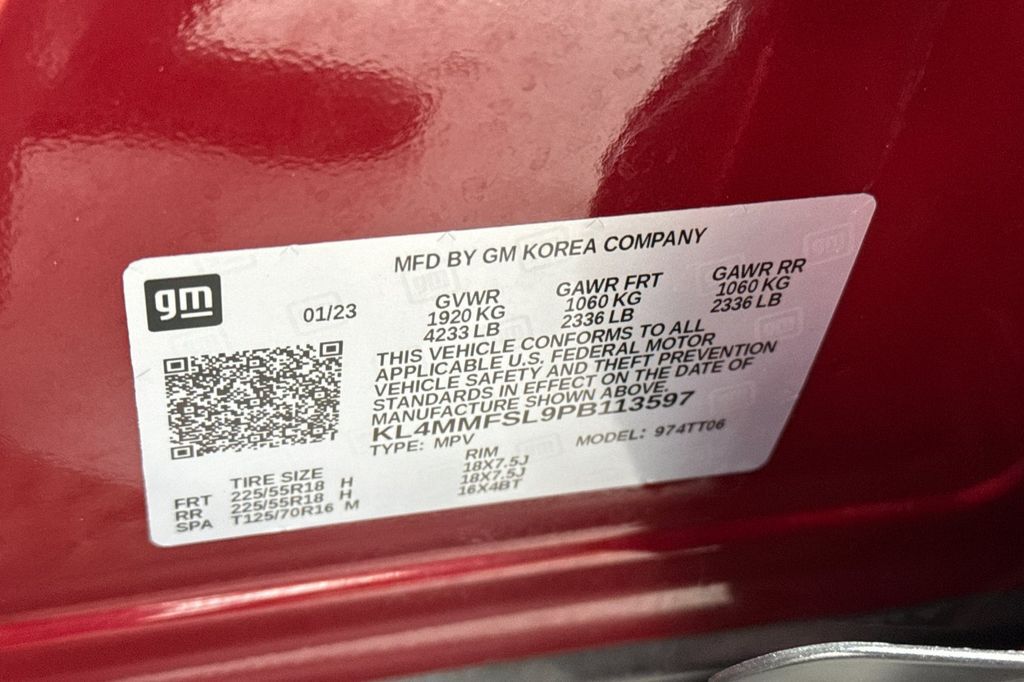 gm
MFD BY GM KOREA COMPANY
01/23
GVWR
1920 KG
4233 LB
GAWR FRT
1060 KG
2336 LB
GAWR RR
1060 KG
2336 LB
THIS VEHICLE CONFORMS TO ALL
APPLICABLE U.S. FEDERAL MOTOR
VEHICLE SAFETY AND THEFT PREVENTION
STANDARDS IN EFFECT ON THE DATE OF
MANUFACTURE SHOWN ABOVE.
KL4MMFSL9PB113597
TYPE: MPV MODEL: 974TT06
TIRE SIZE RIM
FRT 225/55R18 H 18X7.5J
RR 225/55R18 H 18X7.5J
SPA T125/70R16 M 16X4BT